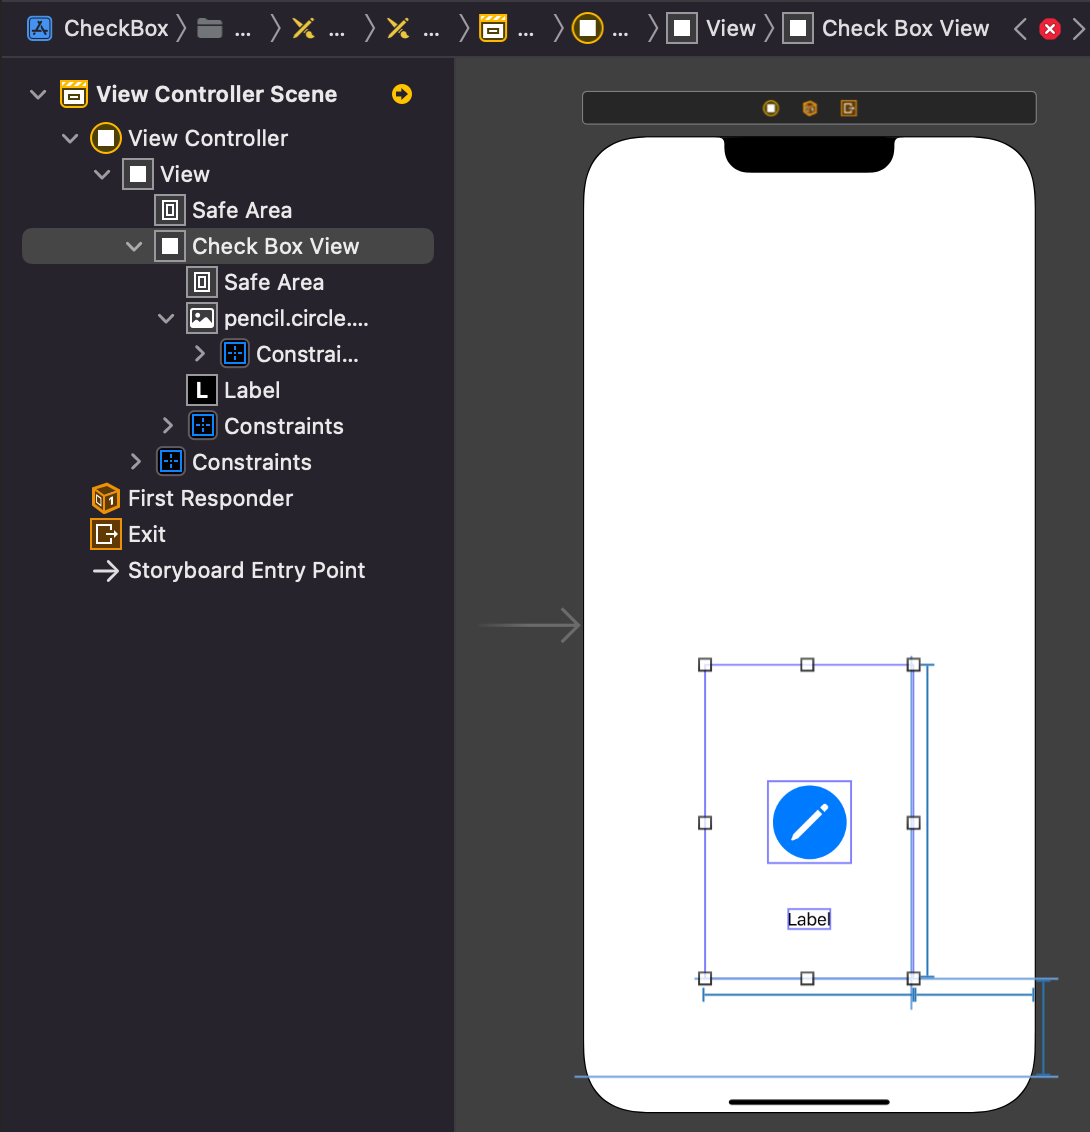 CheckBox ... ... ... ... ... View Check Box View
View Controller Scene
View Controller
View
Safe Area
Check Box View
Safe Area
pencil.circle....
Constrai...
L Label
Constraints
Constraints
1 First Responder
Exit
Storyboard Entry Point
Label